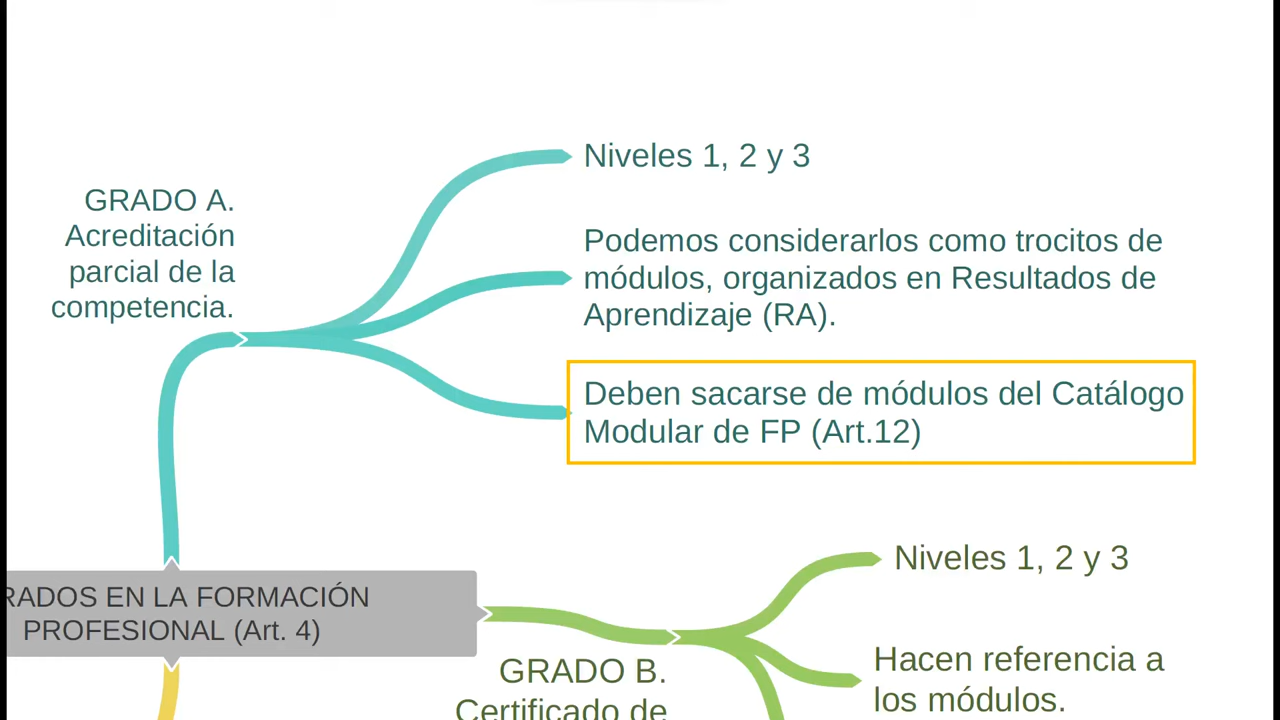 Niveles 1, 2 y 3
GRADO A.
Acreditación
parcial de la
competencia.
Podemos considerarlos como trocitos de
módulos, organizados en Resultados de
Aprendizaje (RA).
Deben sacarse de módulos del Catálogo
Modular de FP (Art.12)
RADOS EN LA FORMACIÓN
PROFESIONAL (Art. 4)
Niveles 1, 2 y 3
GRADO B.
Certificado de
Hacen referencia a
los módulos.